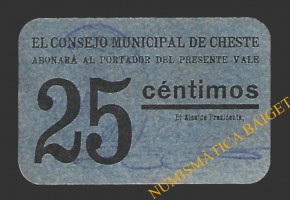 EL CONSEJO MUNICIPAL DE CHESTE
ABONARÁ AL PORTADOR DEL PRESENTE VALE
25 céntimos
El Alcalde Presidente,
NUMISMÀTICA BAIGET